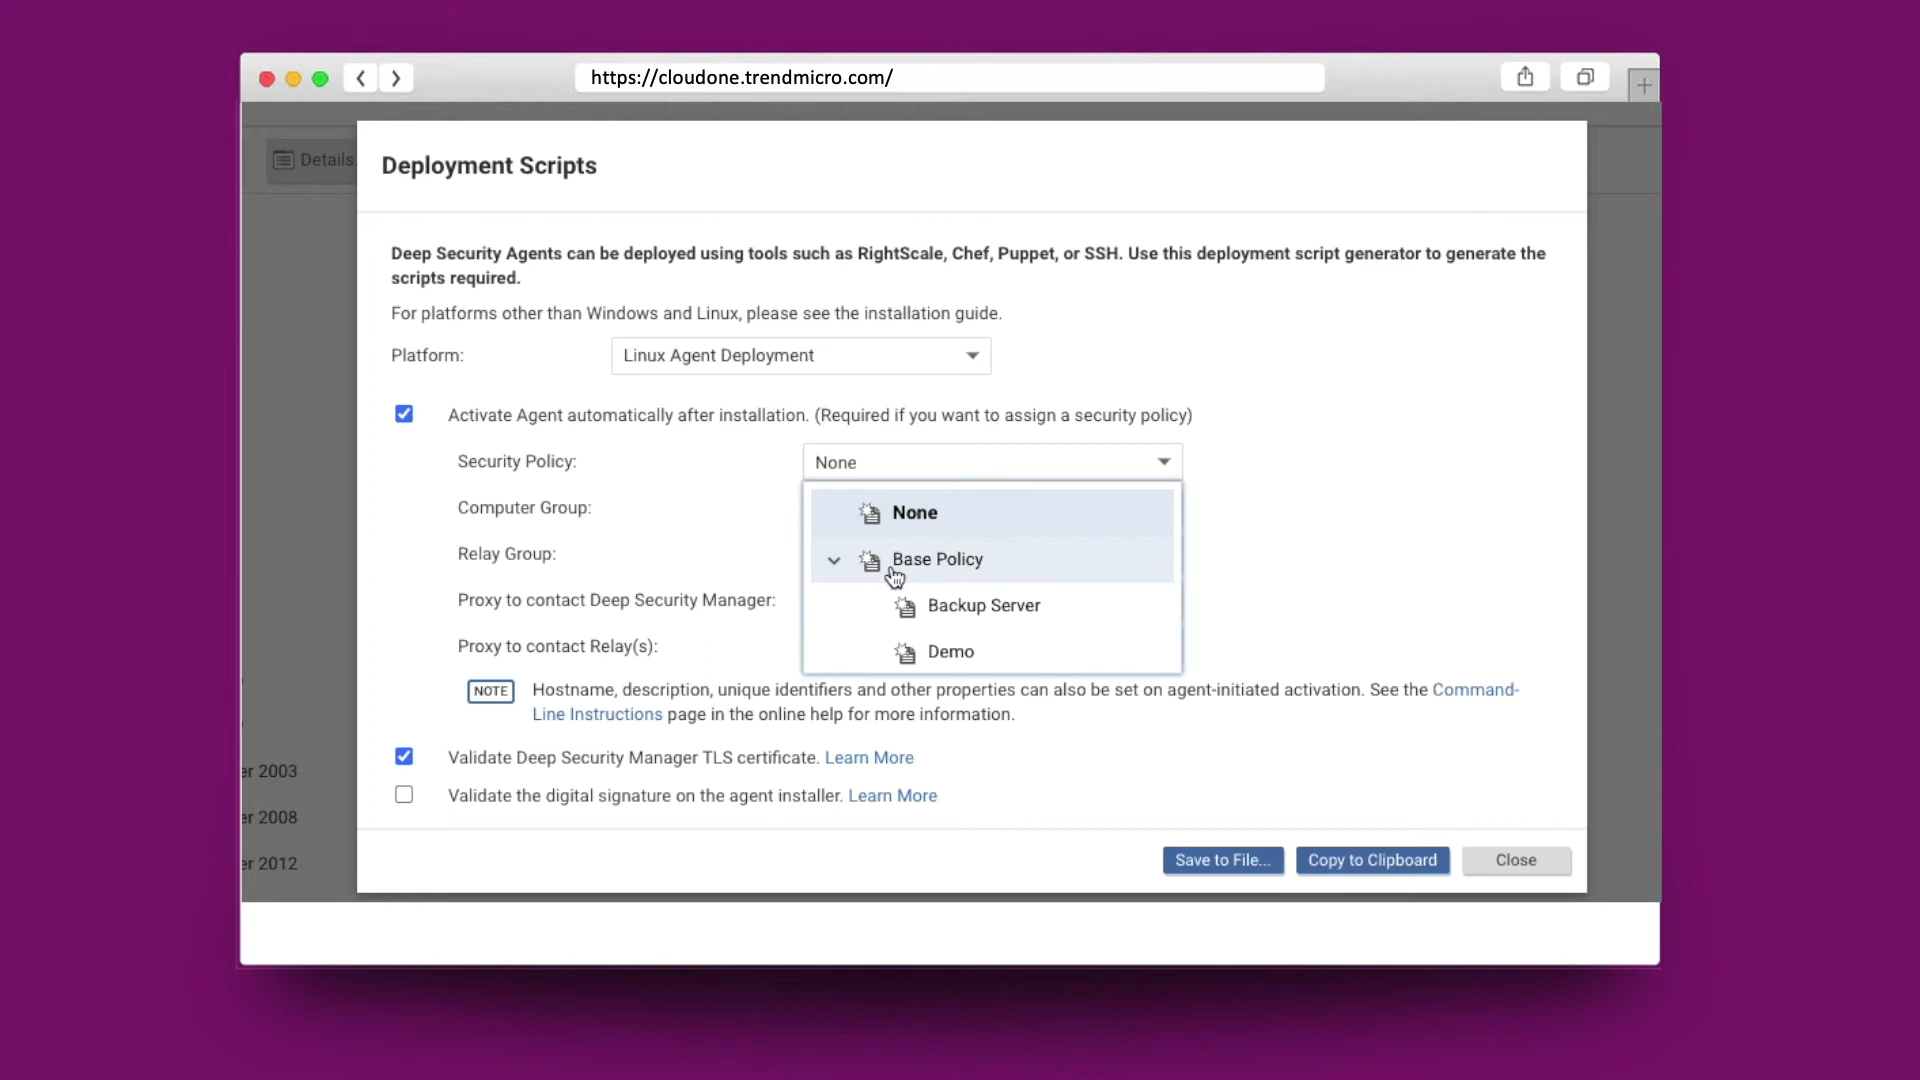 https://cloudone.trendmicro.com/
Details
Deployment Scripts
Deep Security Agents can be deployed using tools such as RightScale, Chef, Puppet, or SSH. Use this deployment script generator to generate the
scripts required.
For platforms other than Windows and Linux, please see the installation guide.
Platform:
Linux Agent Deployment
Activate Agent automatically after installation. (Required if you want to assign a security policy)
Security Policy:
None
Computer Group:
None
Relay Group:
Base Policy
Proxy to contact Deep Security Manager:
Backup Server
Proxy to contact Relay(s):
Demo
NOTE
Hostname, description, unique identifiers and other properties can also be set on agent-initiated activation. See the Command-
Line Instructions page in the online help for more information.
Validate Deep Security Manager TLS certificate. Learn More
er 2003
Validate the digital signature on the agent installer. Learn More
er 2008
er 2012
Save to File...
Copy to Clipboard
Close